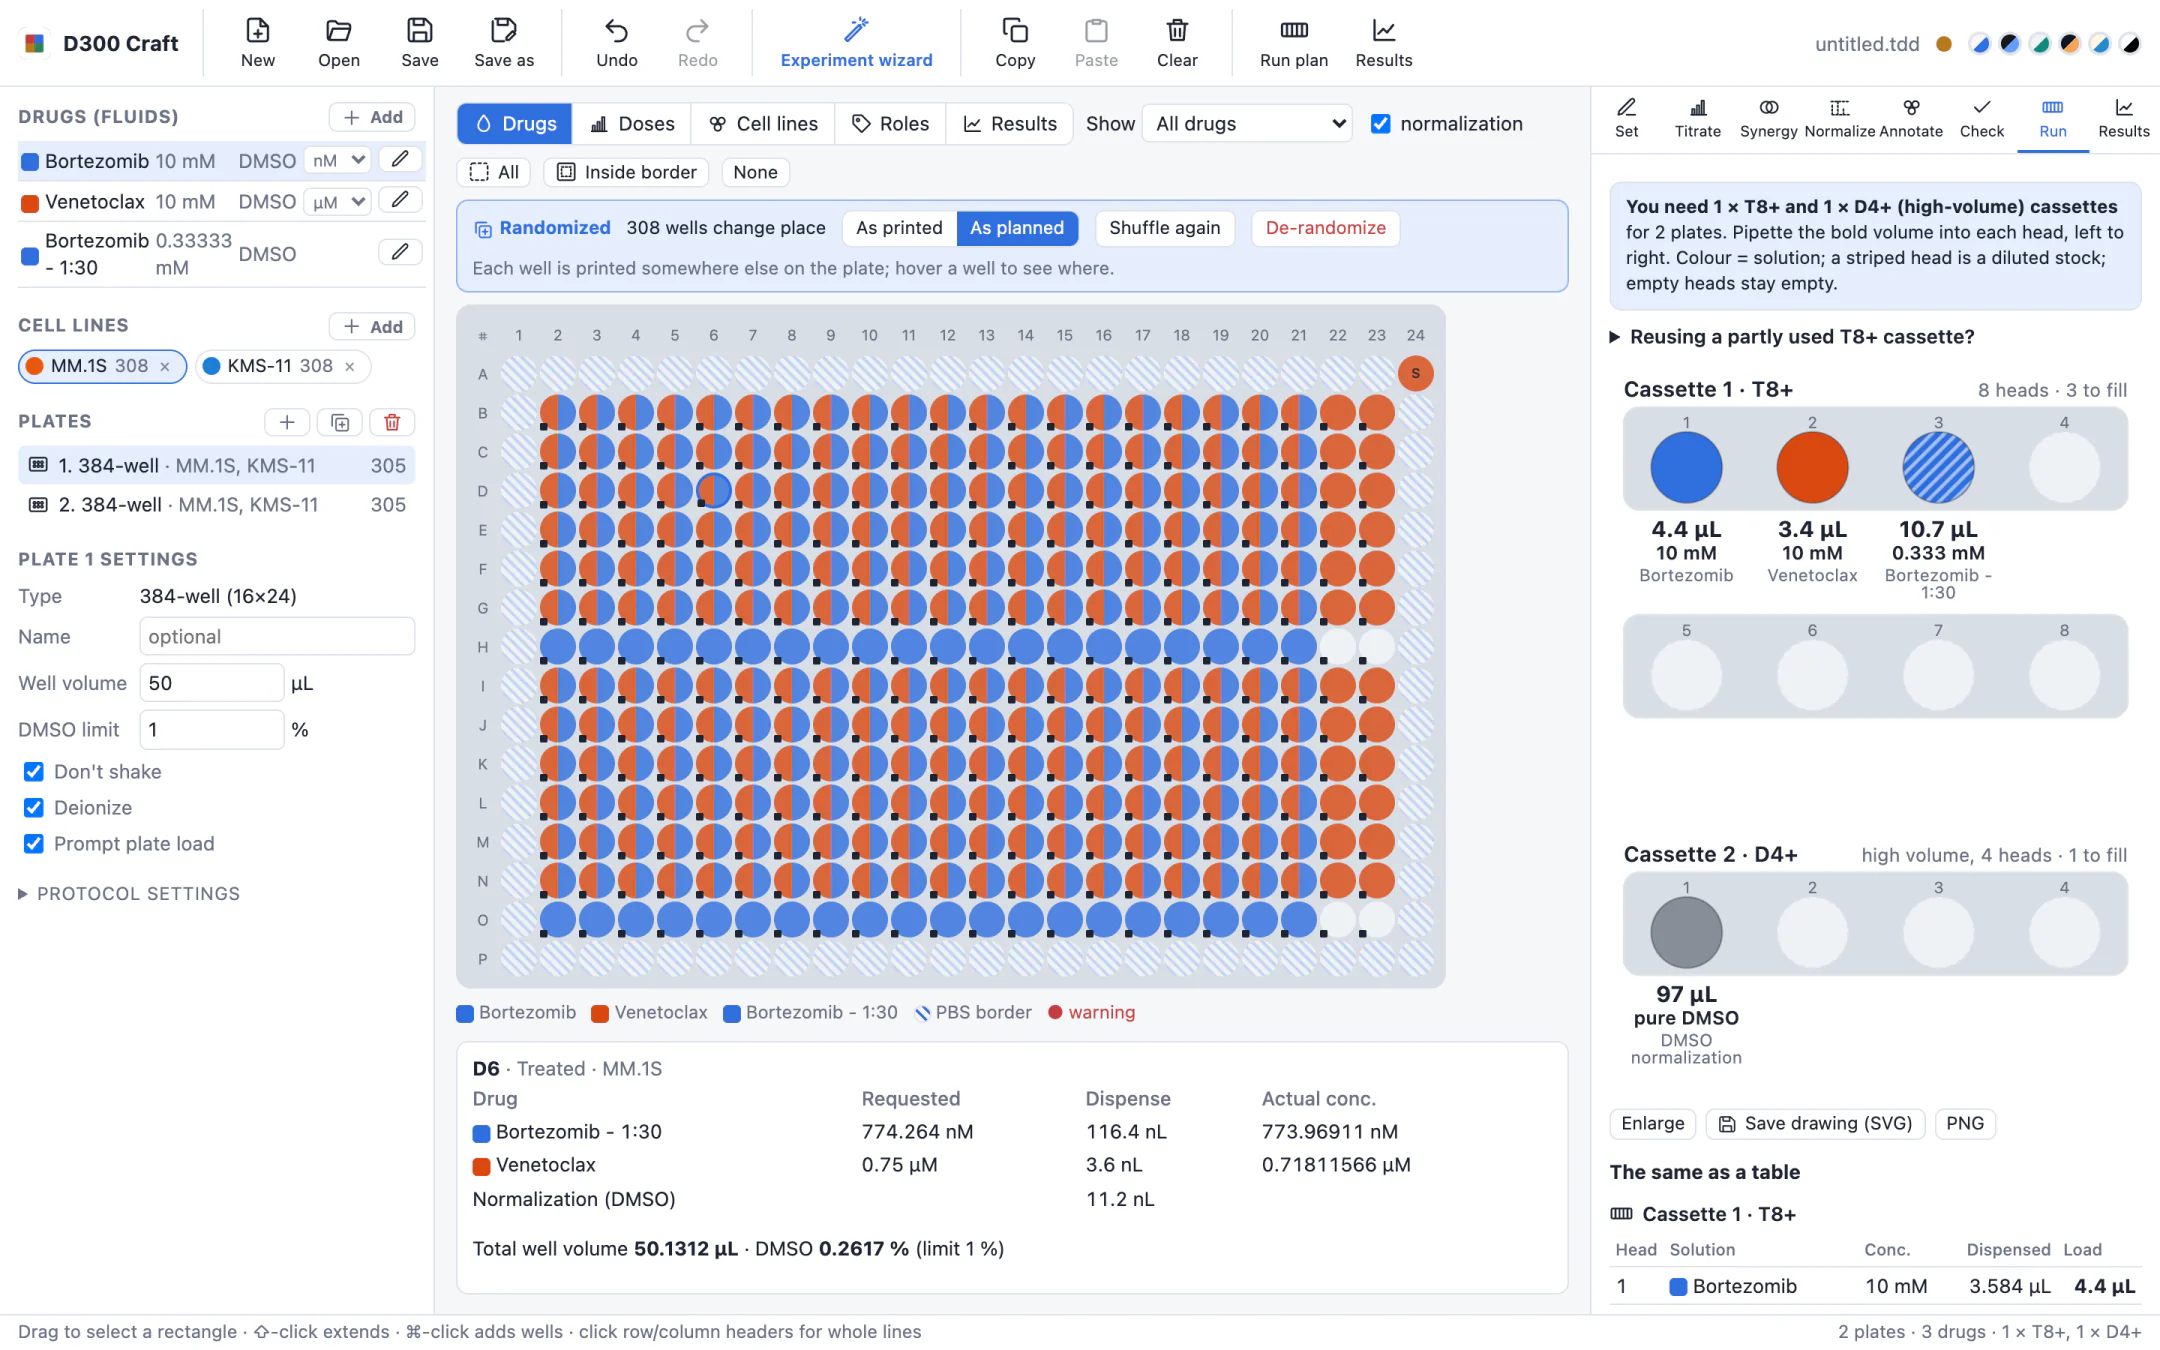 D300 Craft
New
Open
Save
Save as
Undo
Redo
Experiment wizard
Copy
Paste
Clear
Run plan
Results
untitled.tdd
DRUGS (FLUIDS)
Add
Bortezomib 10 mM DMSO nM
Venetoclax 10 mM DMSO µM
Bortezomib - 1:30 0.33333 mM DMSO
CELL LINES
Add
MM.1S 308 ×
KMS-11 308 ×
PLATES
1. 384-well · MM.1S, KMS-11 305
2. 384-well · MM.1S, KMS-11 305
PLATE 1 SETTINGS
Type 384-well (16×24)
Name optional
Well volume 50 µL
DMSO limit 1 %
Don't shake
Deionize
Prompt plate load
PROTOCOL SETTINGS
Drugs
Doses
Cell lines
Roles
Results
Show All drugs
normalization
All
Inside border
None
Randomized 308 wells change place As printed As planned Shuffle again De-randomize
Each well is printed somewhere else on the plate; hover a well to see where.
# 1 2 3 4 5 6 7 8 9 10 11 12 13 14 15 16 17 18 19 20 21 22 23 24
A S
B
C
D
E
F
G
H
I
J
K
L
M
N
O
P
Bortezomib Venetoclax Bortezomib - 1:30 PBS border warning
D6 · Treated · MM.1S
Drug Requested Dispense Actual conc.
Bortezomib - 1:30 774.264 nM 116.4 nL 773.96911 nM
Venetoclax 0.75 µM 3.6 nL 0.71811566 µM
Normalization (DMSO) 11.2 nL
Total well volume 50.1312 µL · DMSO 0.2617 % (limit 1 %)
Set
Titrate
Synergy
Normalize
Annotate
Check
Run
Results
You need 1 × T8+ and 1 × D4+ (high-volume) cassettes
for 2 plates. Pipette the bold volume into each head, left to
right. Colour = solution; a striped head is a diluted stock;
empty heads stay empty.
Reusing a partly used T8+ cassette?
Cassette 1 · T8+ 8 heads · 3 to fill
1 2 3 4
4.4 µL 3.4 µL 10.7 µL
10 mM 10 mM 0.333 mM
Bortezomib Venetoclax Bortezomib -
1:30
5 6 7 8
Cassette 2 · D4+ high volume, 4 heads · 1 to fill
1 2 3 4
97 µL
pure DMSO
DMSO
normalization
Enlarge
Save drawing (SVG)
PNG
The same as a table
Cassette 1 · T8+
Head Solution Conc. Dispensed Load
1 Bortezomib 10 mM 3.584 µL 4.4 µL
Drag to select a rectangle · ⇧-click extends · ⌘-click adds wells · click row/column headers for whole lines
2 plates · 3 drugs · 1 × T8+, 1 × D4+